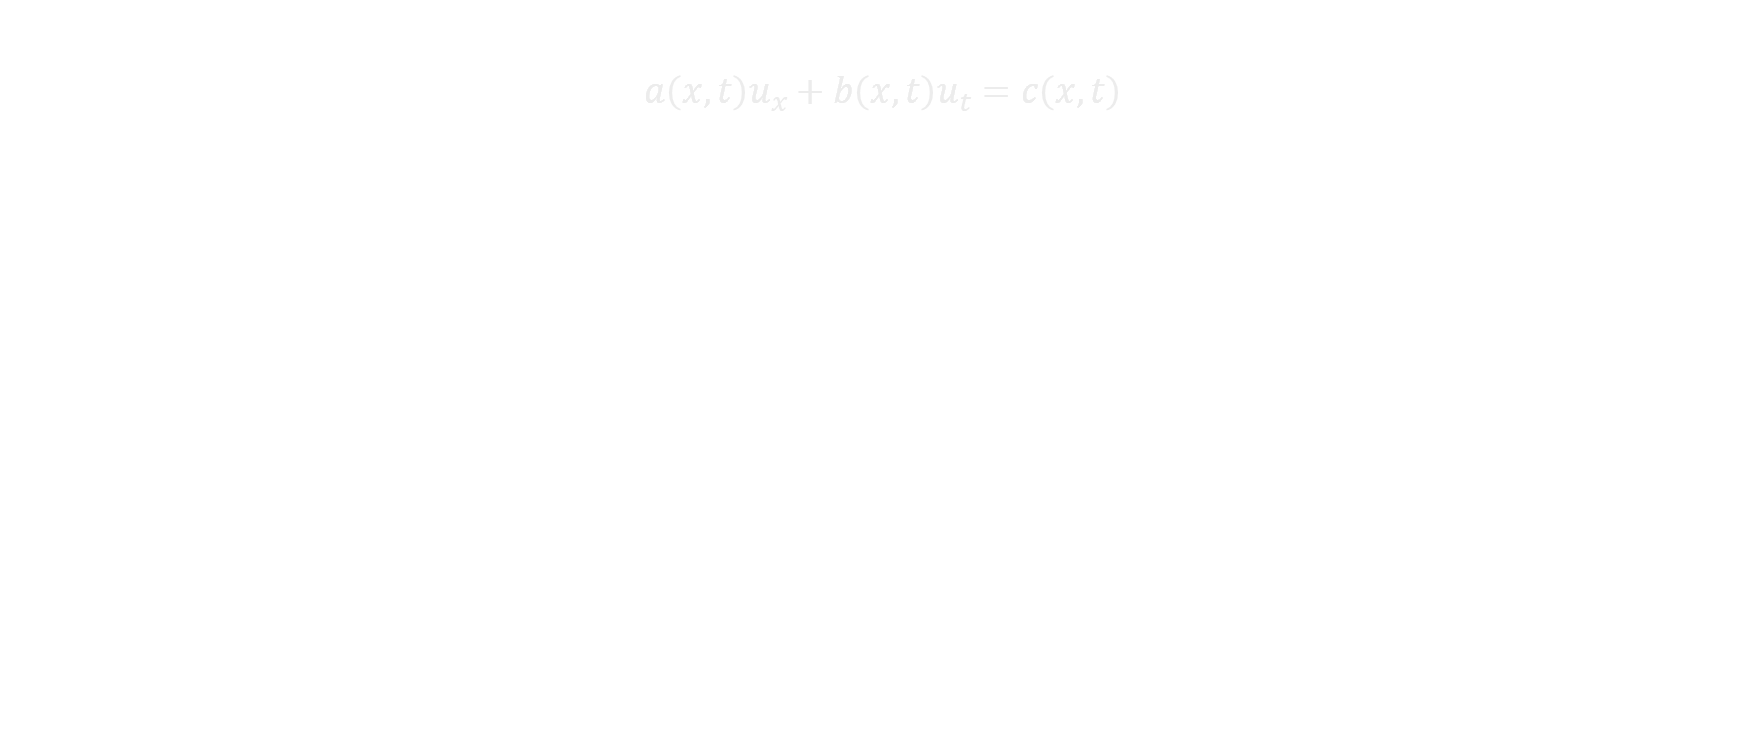 a(x,t)u_x + b(x,t)u_t = c(x,t)